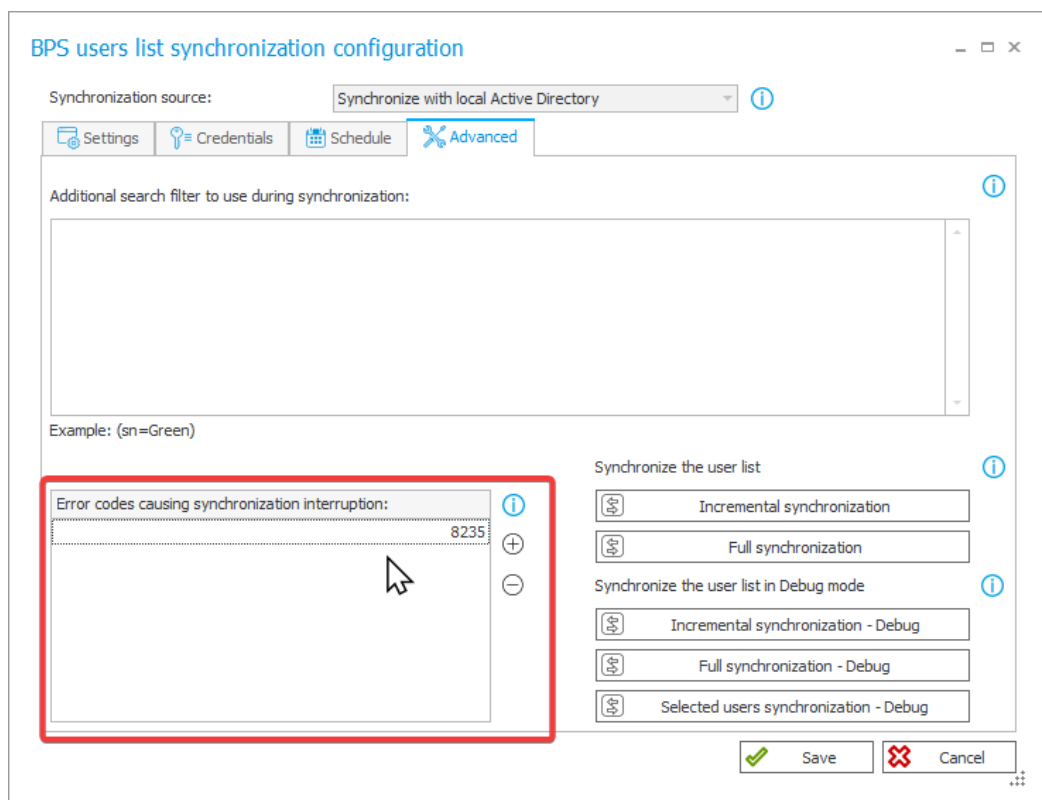 BPS users list synchronization configuration
Synchronization source:
Synchronize with local Active Directory
Settings
Credentials
Schedule
Advanced
Additional search filter to use during synchronization:
Example: (sn=Green)
Error codes causing synchronization interruption:
8235
Synchronize the user list
Incremental synchronization
Full synchronization
Synchronize the user list in Debug mode
Incremental synchronization - Debug
Full synchronization - Debug
Selected users synchronization - Debug
Save
Cancel